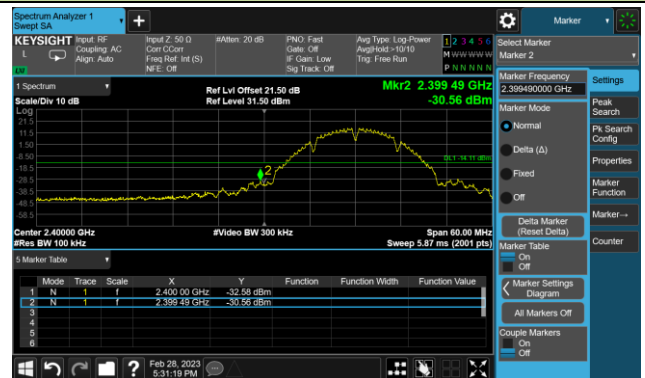 Spectrum Analyzer 1
Swept SA
KEYSIGHT
Input: RF
Coupling: AC
Align: Auto
Input Z: 50 Ω
Corr CCorr
Freq Ref: Int (S)
NFE: Off
#Atten: 20 dB
PNO: Fast
Gate: Off
IF Gain: Low
Sig Track: Off
Avg Type: Log-Power
Avg|Hold:>10/10
Trig: Free Run
1 2 3 4 5 6
M W W W W W
P N N N N N
LW
1 Spectrum
Scale/Div 10 dB
Log
Ref Lvl Offset 21.50 dB
Ref Level 31.50 dBm
Mkr2 2.399 49 GHz
-30.56 dBm
21.5
11.5
1.50
-8.50
-18.5
-28.5
-38.5
-48.5
-58.5
2
DL1 -14.11 dBm
Center 2.40000 GHz
#Res BW 100 kHz
#Video BW 300 kHz
Span 60.00 MHz
Sweep 5.87 ms (2001 pts)
5 Marker Table
Mode Trace Scale X Y Function Function Width Function Value
1 N 1 f 2.400 00 GHz -32.58 dBm
2 N 1 f 2.399 49 GHz -30.56 dBm
3
4
5
6
Feb 28, 2023
5:31:19 PM
Marker
Select Marker
Marker 2
Marker Frequency
2.399490000 GHz
Marker Mode
Normal
Delta (Δ)
Fixed
Off
Delta Marker
(Reset Delta)
Marker Table
On
Off
Marker Settings
Diagram
All Markers Off
Couple Markers
On
Off
Settings
Peak
Search
Pk Search
Config
Properties
Marker
Function
Marker→
Counter